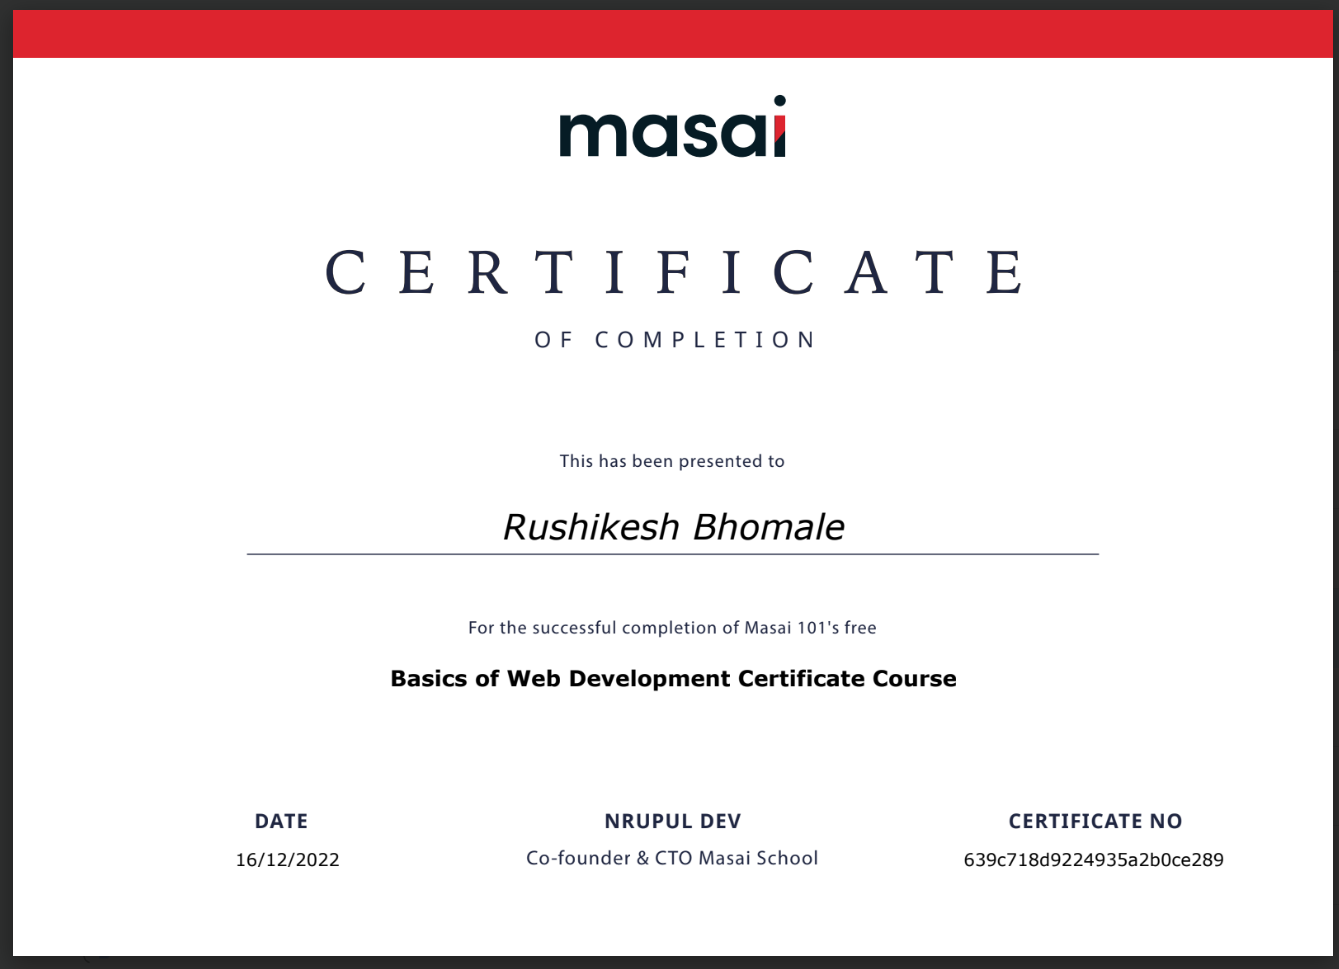 masai
CERTIFICATE
OF COMPLETION
This has been presented to
Rushikesh Bhomale
For the successful completion of Masai 101's free
Basics of Web Development Certificate Course
DATE
16/12/2022
NRUPUL DEV
Co-founder & CTO Masai School
CERTIFICATE NO
639c718d9224935a2b0ce289